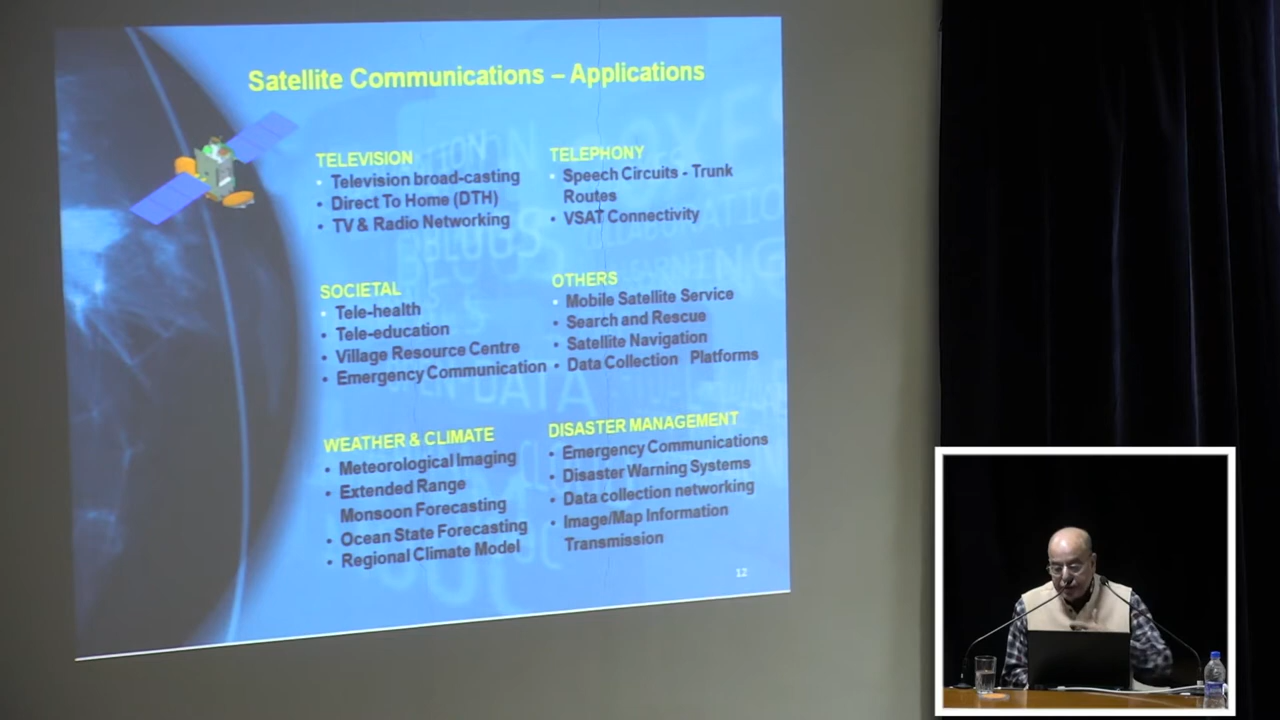 Satellite Communications – Applications
TELEVISION
• Television broad-casting
• Direct To Home (DTH)
• TV & Radio Networking
TELEPHONY
• Speech Circuits - Trunk
Routes
• VSAT Connectivity
SOCIETAL
• Tele-health
• Tele-education
• Village Resource Centre
• Emergency Communication
OTHERS
• Mobile Satellite Service
• Search and Rescue
• Satellite Navigation
• Data Collection Platforms
WEATHER & CLIMATE
• Meteorological Imaging
• Extended Range
Monsoon Forecasting
• Ocean State Forecasting
• Regional Climate Model
DISASTER MANAGEMENT
• Emergency Communications
• Disaster Warning Systems
• Data collection networking
• Image/Map Information
Transmission
12
BLOGS
DATA